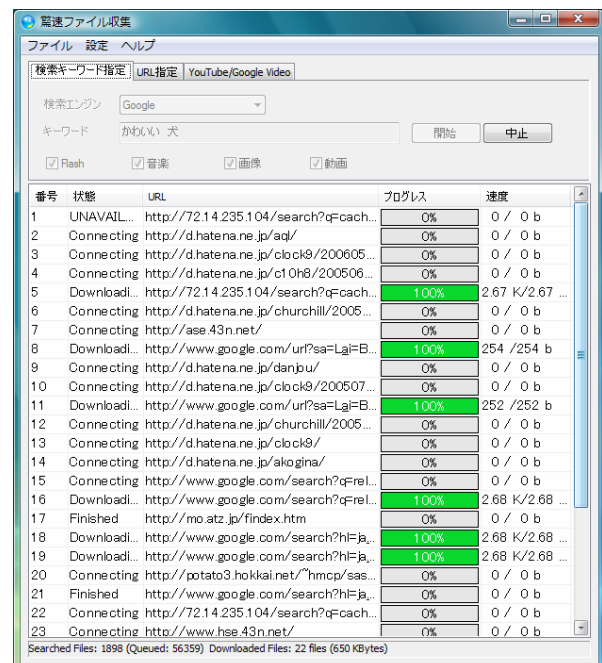 驚速ファイル収集
ファイル 設定 ヘルプ
検索キーワード指定 URL指定 YouTube/Google Video
検索エンジン Google
キーワード かわいい 犬 開始 中止
Flash 音楽 画像 動画
番号 状態 URL プログレス 速度
1 UNAVAIL... http://72.14.235.104/search?q=cach... 0% 0 / 0 b
2 Connecting http://d.hatena.ne.jp/aql/ 0% 0 / 0 b
3 Connecting http://d.hatena.ne.jp/clock9/200605... 0% 0 / 0 b
4 Connecting http://d.hatena.ne.jp/c10h8/200506... 0% 0 / 0 b
5 Downloadi... http://72.14.235.104/search?q=cach... 100% 2.67 K/2.67 ...
6 Connecting http://d.hatena.ne.jp/churchill/2005... 0% 0 / 0 b
7 Connecting http://ase.43n.net/ 0% 0 / 0 b
8 Downloadi... http://www.google.com/url?sa=L&ai=B... 100% 254 /254 b
9 Connecting http://d.hatena.ne.jp/danjou/ 0% 0 / 0 b
10 Connecting http://d.hatena.ne.jp/clock9/200507... 0% 0 / 0 b
11 Downloadi... http://www.google.com/url?sa=L&ai=B... 100% 252 /252 b
12 Connecting http://d.hatena.ne.jp/churchill/2005... 0% 0 / 0 b
13 Connecting http://d.hatena.ne.jp/clock9/ 0% 0 / 0 b
14 Connecting http://d.hatena.ne.jp/akogina/ 0% 0 / 0 b
15 Connecting http://www.google.com/search?q=rel... 0% 0 / 0 b
16 Downloadi... http://www.google.com/search?q=rel... 100% 2.68 K/2.68 ...
17 Finished http://mo.atz.jp/findex.htm 0% 0 / 0 b
18 Downloadi... http://www.google.com/search?hl=ja... 100% 2.68 K/2.68 ...
19 Downloadi... http://www.google.com/search?hl=ja... 100% 2.68 K/2.68 ...
20 Connecting http://potato3.hokkai.net/~hmcp/sas... 0% 0 / 0 b
21 Finished http://www.google.com/search?hl=ja... 0% 0 / 0 b
22 Connecting http://72.14.235.104/search?q=cach... 0% 0 / 0 b
23 Connecting http://www.hse.43n.net/ 0% 0 / 0 b
Searched Files: 1898 (Queued: 56359) Downloaded Files: 22 files (650 KBytes)